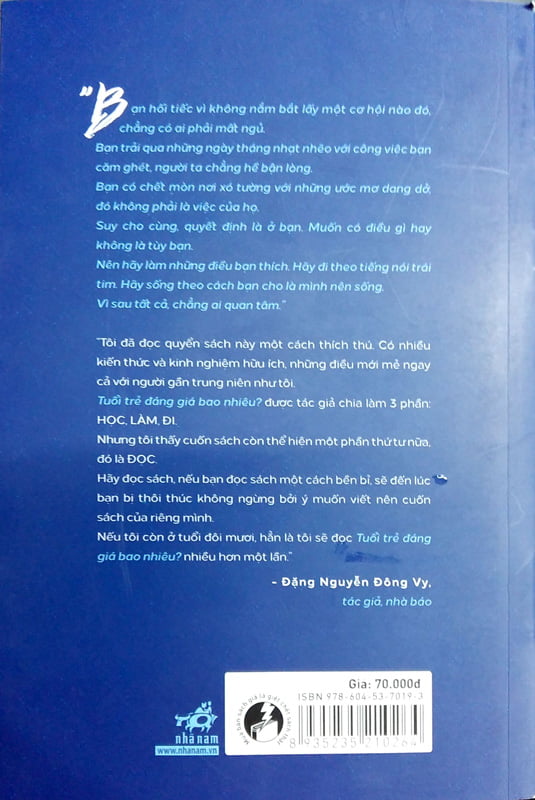 "Bạn hối tiếc vì không nắm bắt lấy một cơ hội nào đó,
chẳng có ai phải mất ngủ.
Bạn trải qua những ngày tháng nhạt nhẽo với công việc bạn
căm ghét, người ta chẳng hề bận lòng.
Bạn có chết mòn nơi xó tường với những ước mơ dang dở,
đó không phải là việc của họ.
Suy cho cùng, quyết định là ở bạn. Muốn có điều gì hay
không là tùy bạn.
Nên hãy làm những điều bạn thích. Hãy đi theo tiếng nói trái
tim. Hãy sống theo cách bạn cho là mình nên sống.
Vì sau tất cả, chẳng ai quan tâm."
"Tôi đã đọc quyển sách này một cách thích thú. Có nhiều
kiến thức và kinh nghiệm hữu ích, những điều mới mẻ ngay
cả với người gần trung niên như tôi.
Tuổi trẻ đáng giá bao nhiêu? được tác giả chia làm 3 phần:
HỌC, LÀM, ĐI.
Nhưng tôi thấy cuốn sách còn thể hiện một phần thứ tư nữa,
đó là ĐỌC.
Hãy đọc sách, nếu bạn đọc sách một cách bền bỉ, sẽ đến lúc
bạn bị thôi thúc không ngừng bởi ý muốn viết nên cuốn
sách của riêng mình.
Nếu tôi còn ở tuổi đôi mươi, hẳn là tôi sẽ đọc Tuổi trẻ đáng
giá bao nhiêu? nhiều hơn một lần."
– Đặng Nguyễn Đông Vy,
tác giả, nhà báo
Giá: 70.000đ
ISBN 978-604-53-7019-3
8 935235 210264
Mua bán sách giả là giết chết sách thật
nhã nam
www.nhanam.vn